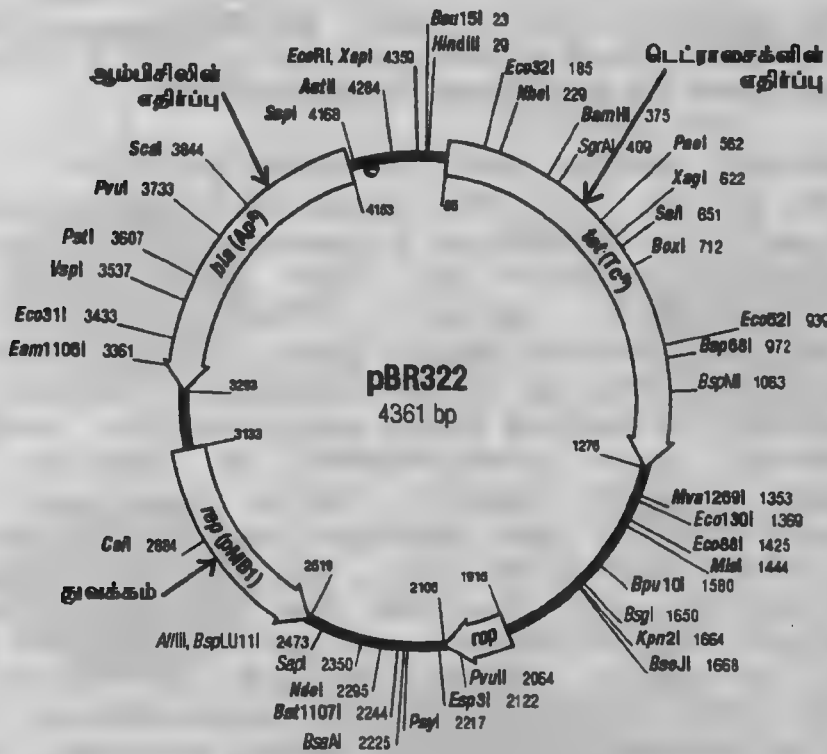 ஆம்பிசிலின்
எதிர்ப்பு
டெட்ராசைக்ளின்
எதிர்ப்பு
துவக்கம்
pBR322
4361 bp
EcoRI, XapI 4359
AatII 4284
SspI 4168
ScaI 3844
PvuI 3733
PstI 3607
VspI 3537
Eco31I 3433
Eam1105I 3361
Bsu15I 23
HindIII 29
Eco32I 185
NheI 229
BamHI 375
SgrAI 409
PaeI 562
XagI 622
SalI 651
BoxI 712
Eco52I 939
Bsp68I 972
BspMI 1063
Mva1269I 1353
Eco130I 1369
Eco88I 1425
MlsI 1444
Bpu10I 1580
BsgI 1650
Kpn2I 1664
BseJI 1668
PvuII 2064
Esp3I 2122
PsyI 2217
BsaAI 2225
Bst1107I 2244
NdeI 2295
SapI 2350
AflIII, BspLU11I 2473
CfrI 2884
bla (ApR)
tet (TcR)
rep (pMB1)
rop
4153
86
1276
1915
2106
2519
3133
3293